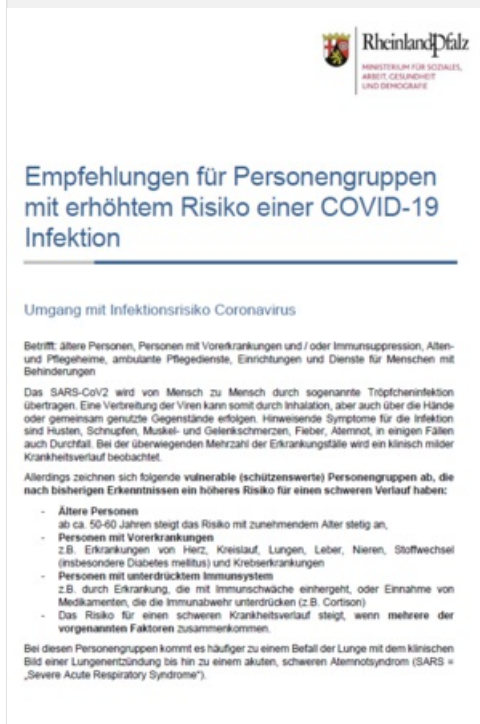 RheinlandPfalz
MINISTERIUM FÜR SOZIALES,
ARBEIT, GESUNDHEIT
UND DEMOGRAFIE
Empfehlungen für Personengruppen
mit erhöhtem Risiko einer COVID-19
Infektion
Umgang mit Infektionsrisiko Coronavirus
Betrifft: ältere Personen, Personen mit Vorerkrankungen und / oder Immunsuppression, Alten-
und Pflegeheime, ambulante Pflegedienste, Einrichtungen und Dienste für Menschen mit
Behinderungen
Das SARS-CoV2 wird von Mensch zu Mensch durch sogenannte Tröpfcheninfektion
übertragen. Eine Verbreitung der Viren kann somit durch Inhalation, aber auch über die Hände
oder gemeinsam genutzte Gegenstände erfolgen. Hinweisende Symptome für die Infektion
sind Husten, Schnupfen, Muskel- und Gelenkschmerzen, Fieber, Atemnot, in einigen Fällen
auch Durchfall. Bei der überwiegenden Mehrzahl der Erkrankungsfälle wird ein klinisch milder
Krankheitsverlauf beobachtet.
Allerdings zeichnen sich folgende vulnerable (schützenswerte) Personengruppen ab, die
nach bisherigen Erkenntnissen ein höheres Risiko für einen schweren Verlauf haben:
- Ältere Personen
ab ca. 50-60 Jahren steigt das Risiko mit zunehmendem Alter stetig an,
- Personen mit Vorerkrankungen
z.B. Erkrankungen von Herz, Kreislauf, Lungen, Leber, Nieren, Stoffwechsel
(insbesondere Diabetes mellitus) und Krebserkrankungen
- Personen mit unterdrücktem Immunsystem
z.B. durch Erkrankung, die mit Immunschwäche einhergeht, oder Einnahme von
Medikamenten, die die Immunabwehr unterdrücken (z.B. Cortison)
- Das Risiko für einen schweren Krankheitsverlauf steigt, wenn mehrere der
vorgenannten Faktoren zusammenkommen.
Bei diesen Personengruppen kommt es häufiger zu einem Befall der Lunge mit dem klinischen
Bild einer Lungenentzündung bis hin zu einem akuten, schweren Atemnotsyndrom (SARS =
„Severe Acute Respiratory Syndrome“).